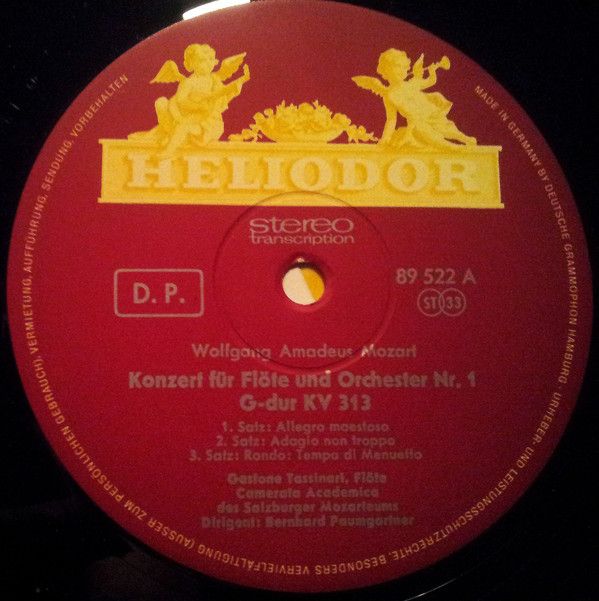 HELIODOR
stereo
transcription
D. P.
89 522 A
ST 33
Wolfgang Amadeus Mozart
Konzert für Flöte und Orchester Nr. 1
G-dur KV 313
1. Satz: Allegro maestoso
2. Satz: Adagio non troppo
3. Satz: Rondo: Tempo di Menuetto
Gastone Tassinari, Flöte
Camerata Academica
des Salzburger Mozarteums
Dirigent: Bernhard Paumgartner
MADE IN GERMANY BY DEUTSCHE GRAMMOPHON HAMBURG · URHEBER- UND LEISTUNGSSCHUTZRECHTE, BESONDERS VERVIELFÄLTIGUNG (AUSSER ZUM PERSÖNLICHEN GEBRAUCH), VERMIETUNG, AUFFÜHRUNG, SENDUNG, VORBEHALTEN